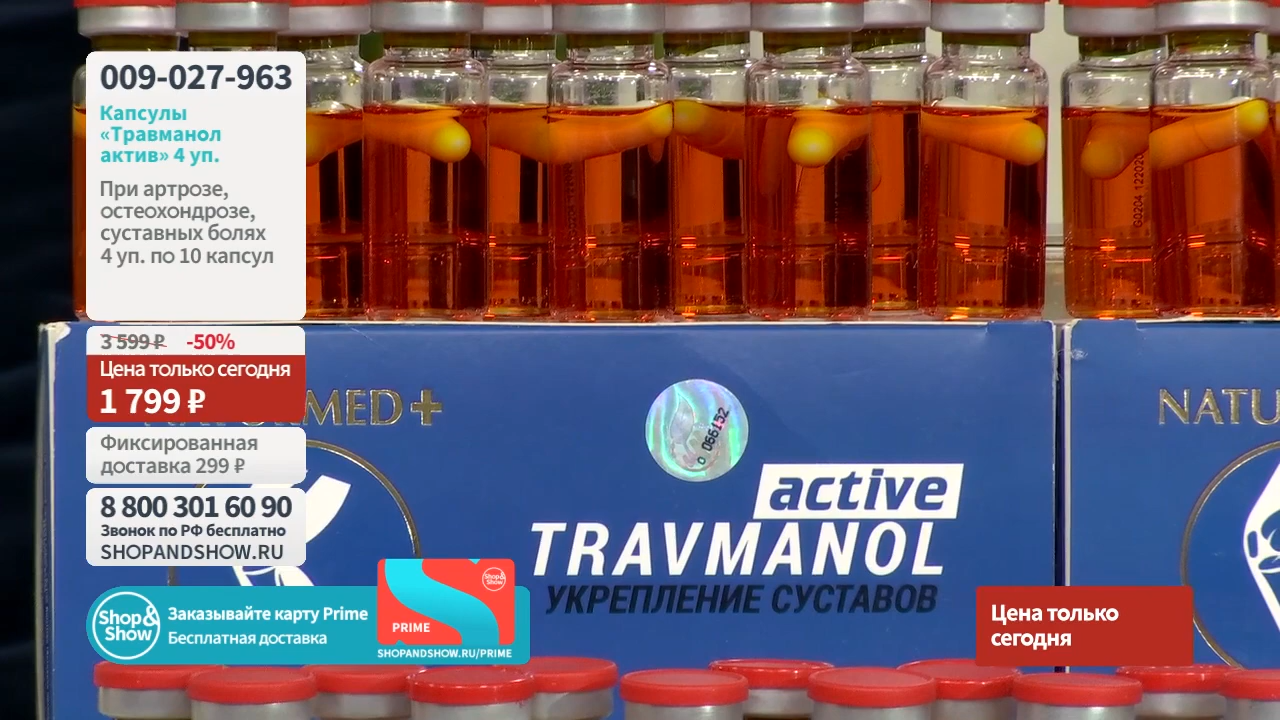 009-027-963
Капсулы
«Травманол
актив» 4 уп.
При артрозе,
остеохондрозе,
суставных болях
4 уп. по 10 капсул
3 599 ₽ -50%
Цена только сегодня
1 799 ₽
Фиксированная
доставка 299 ₽
8 800 301 60 90
Звонок по РФ бесплатно
SHOPANDSHOW.RU
Shop&
Show
Заказывайте карту Prime
Бесплатная доставка
Shop&
Show
PRIME
SHOPANDSHOW.RU/PRIME
MED+
066152
active
TRAVMANOL
УКРЕПЛЕНИЕ СУСТАВОВ
NATU
Цена только
сегодня